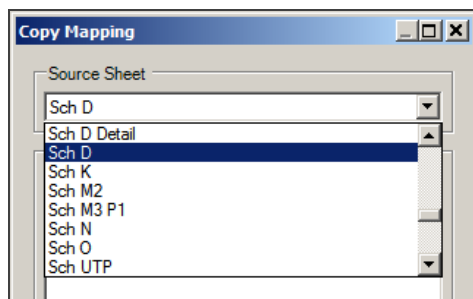 Copy Mapping
Source Sheet
Sch D
Sch D Detail
Sch D
Sch K
Sch M2
Sch M3 P1
Sch N
Sch O
Sch UTP